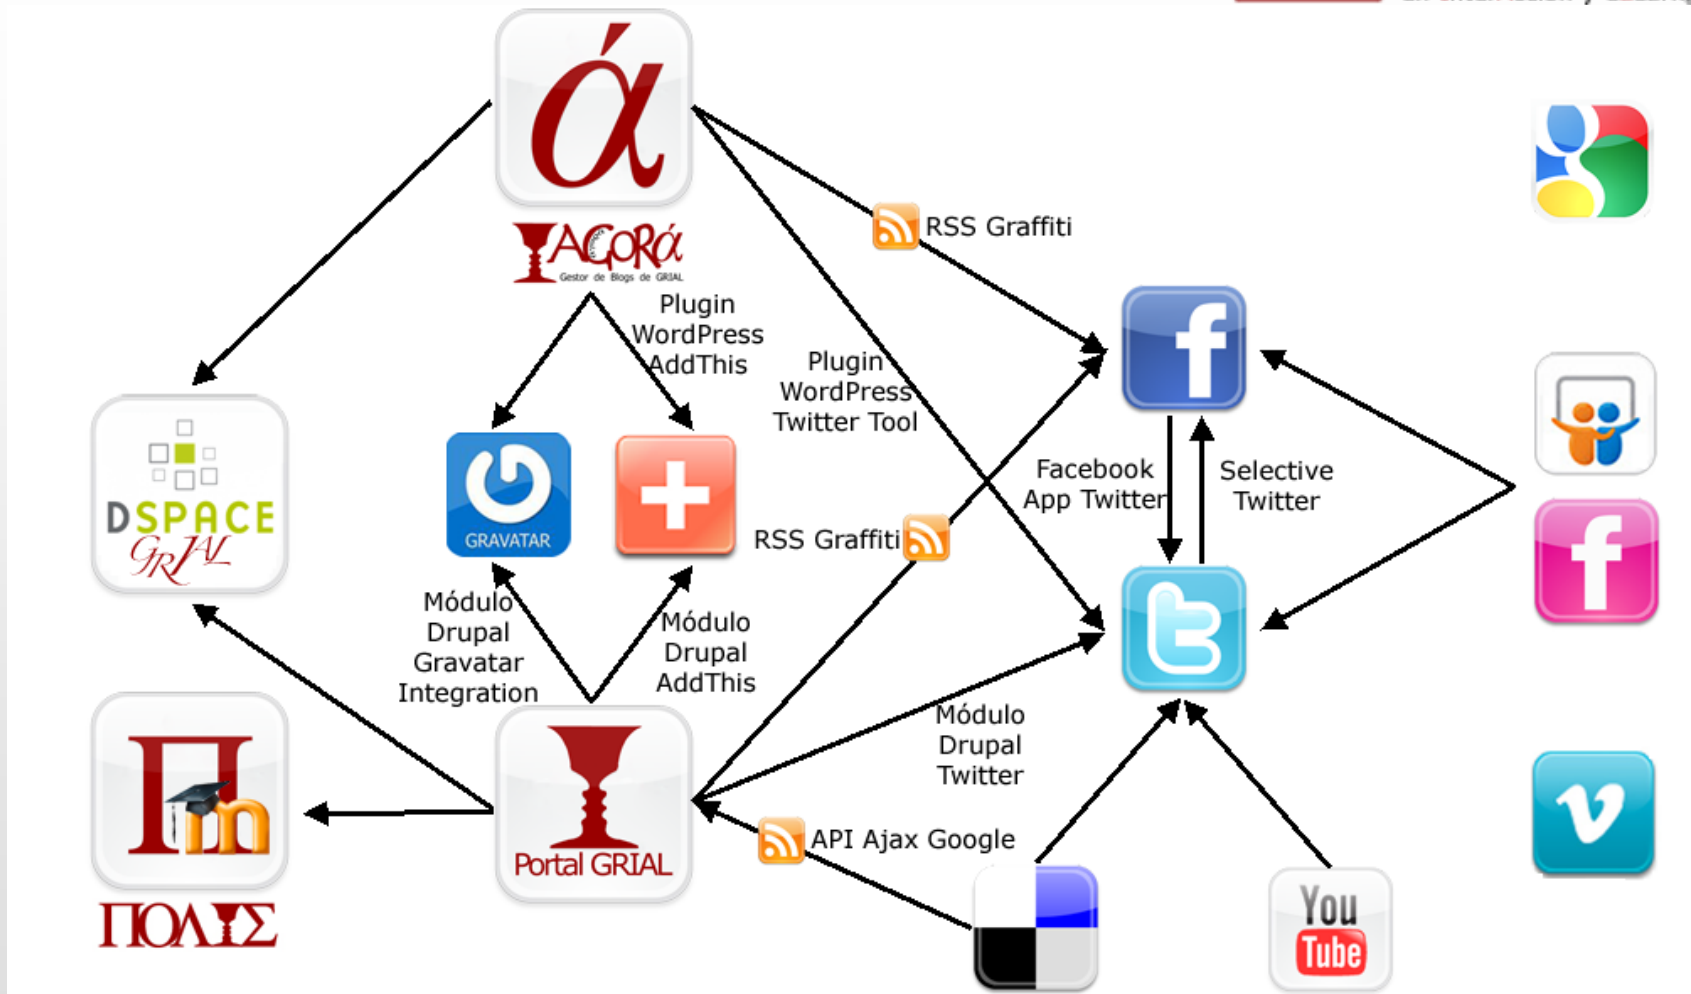 ά
AGORά
Gestor de Blogs de GRIAL
RSS Graffiti
Plugin
WordPress
AddThis
Plugin
WordPress
Twitter Tool
f
DSPACE
GRIAL
GRAVATAR
RSS Graffiti
Facebook
App Twitter
Selective
Twitter
f
t
Módulo
Drupal
Gravatar
Integration
Módulo
Drupal
AddThis
Módulo
Drupal
Twitter
Π m
ΠΟΛΙΣ
Portal GRIAL
API Ajax Google
You
Tube
v